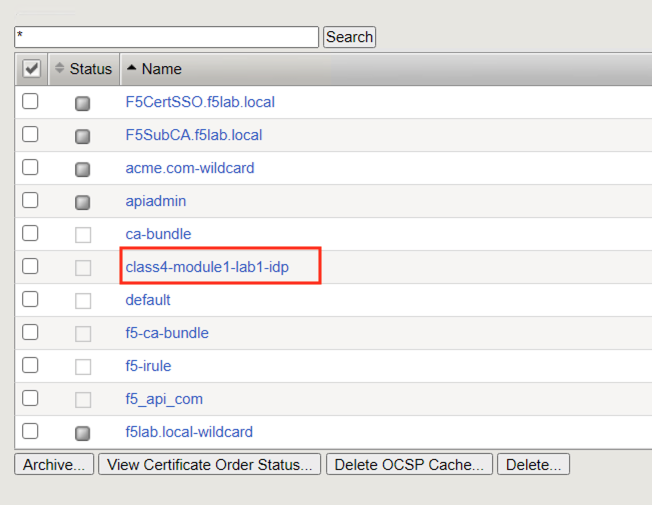 * Search
Status Name
F5CertSSO.f5lab.local
F5SubCA.f5lab.local
acme.com-wildcard
apiadmin
ca-bundle
class4-module1-lab1-idp
default
f5-ca-bundle
f5-irule
f5_api_com
f5lab.local-wildcard
Archive... View Certificate Order Status... Delete OCSP Cache... Delete...